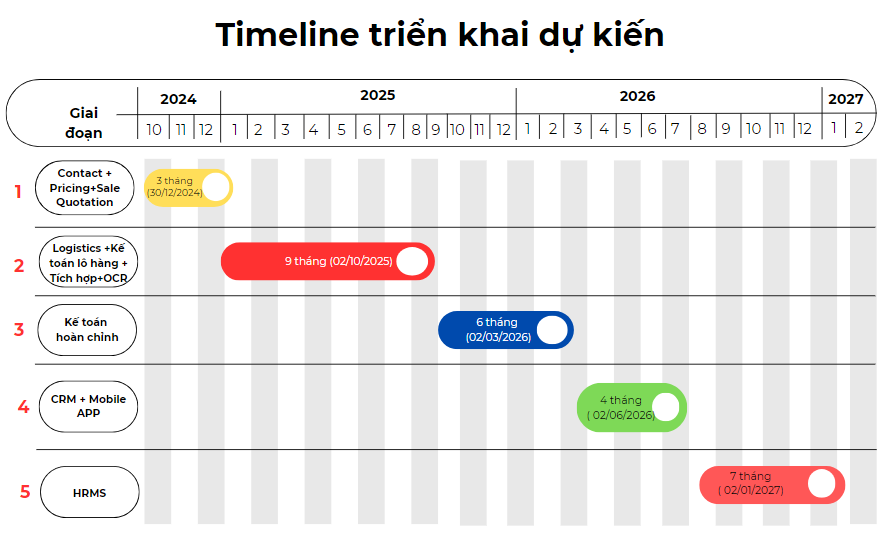 Timeline triển khai dự kiến
Giai
đoạn
2024 2025 2026 2027
10 11 12 1 2 3 4 5 6 7 8 9 10 11 12 1 2 3 4 5 6 7 8 9 10 11 12 1 2
1
Contact +
Pricing+Sale
Quotation
3 tháng
(30/12/2024)
2
Logistics +Kế
toán lô hàng +
Tích hợp+OCR
9 tháng (02/10/2025)
3
Kế toán
hoàn chỉnh
6 tháng
(02/03/2026)
4
CRM + Mobile
APP
4 tháng
( 02/06/2026)
5
HRMS
7 tháng
( 02/01/2027)